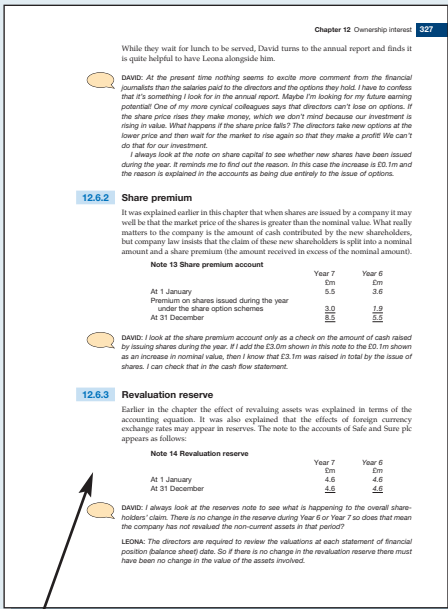 Chapter 12 Ownership interest 327
While they wait for lunch to be served, David turns to the annual report and finds it
is quite helpful to have Leona alongside him.
DAVID: At the present time nothing seems to excite more comment from the financial
journalists than the salaries paid to the directors and the options they hold. I have to confess
that it's something I look for in the annual report. Maybe I'm looking for my future earning
potential! One of my more cynical colleagues says that directors can't lose on options. If
the share price rises they make money, which we don't mind because our investment is
rising in value. What happens if the share price falls? The directors take new options at the
lower price and then wait for the market to rise again so that they make a profit! We can't
do that for our investment.
I always look at the note on share capital to see whether new shares have been issued
during the year. It reminds me to find out the reason. In this case the increase is £0.1m and
the reason is explained in the accounts as being due entirely to the issue of options.
12.6.2 Share premium
It was explained earlier in this chapter that when shares are issued by a company it may
well be that the market price of the shares is greater than the nominal value. What really
matters to the company is the amount of cash contributed by the new shareholders,
but company law insists that the claim of these new shareholders is split into a nominal
amount and a share premium (the amount received in excess of the nominal amount).
Note 13 Share premium account
Year 7 Year 6
£m £m
At 1 January 5.5 3.6
Premium on shares issued during the year
under the share option schemes 3.0 1.9
At 31 December 8.5 5.5
DAVID: I look at the share premium account only as a check on the amount of cash raised
by issuing shares during the year. If I add the £3.0m shown in this note to the £0.1m shown
as an increase in nominal value, then I know that £3.1m was raised in total by the issue of
shares. I can check that in the cash flow statement.
12.6.3 Revaluation reserve
Earlier in the chapter the effect of revaluing assets was explained in terms of the
accounting equation. It was also explained that the effects of foreign currency
exchange rates may appear in reserves. The note to the accounts of Safe and Sure plc
appears as follows:
Note 14 Revaluation reserve
Year 7 Year 6
£m £m
At 1 January 4.6 4.6
At 31 December 4.6 4.6
DAVID: I always look at the reserves note to see what is happening to the overall share-
holders' claim. There is no change in the reserve during Year 6 or Year 7 so does that mean
the company has not revalued the non-current assets in that period?
LEONA: The directors are required to review the valuations at each statement of financial
position (balance sheet) date. So if there is no change in the revaluation reserve there must
have been no change in the value of the assets involved.